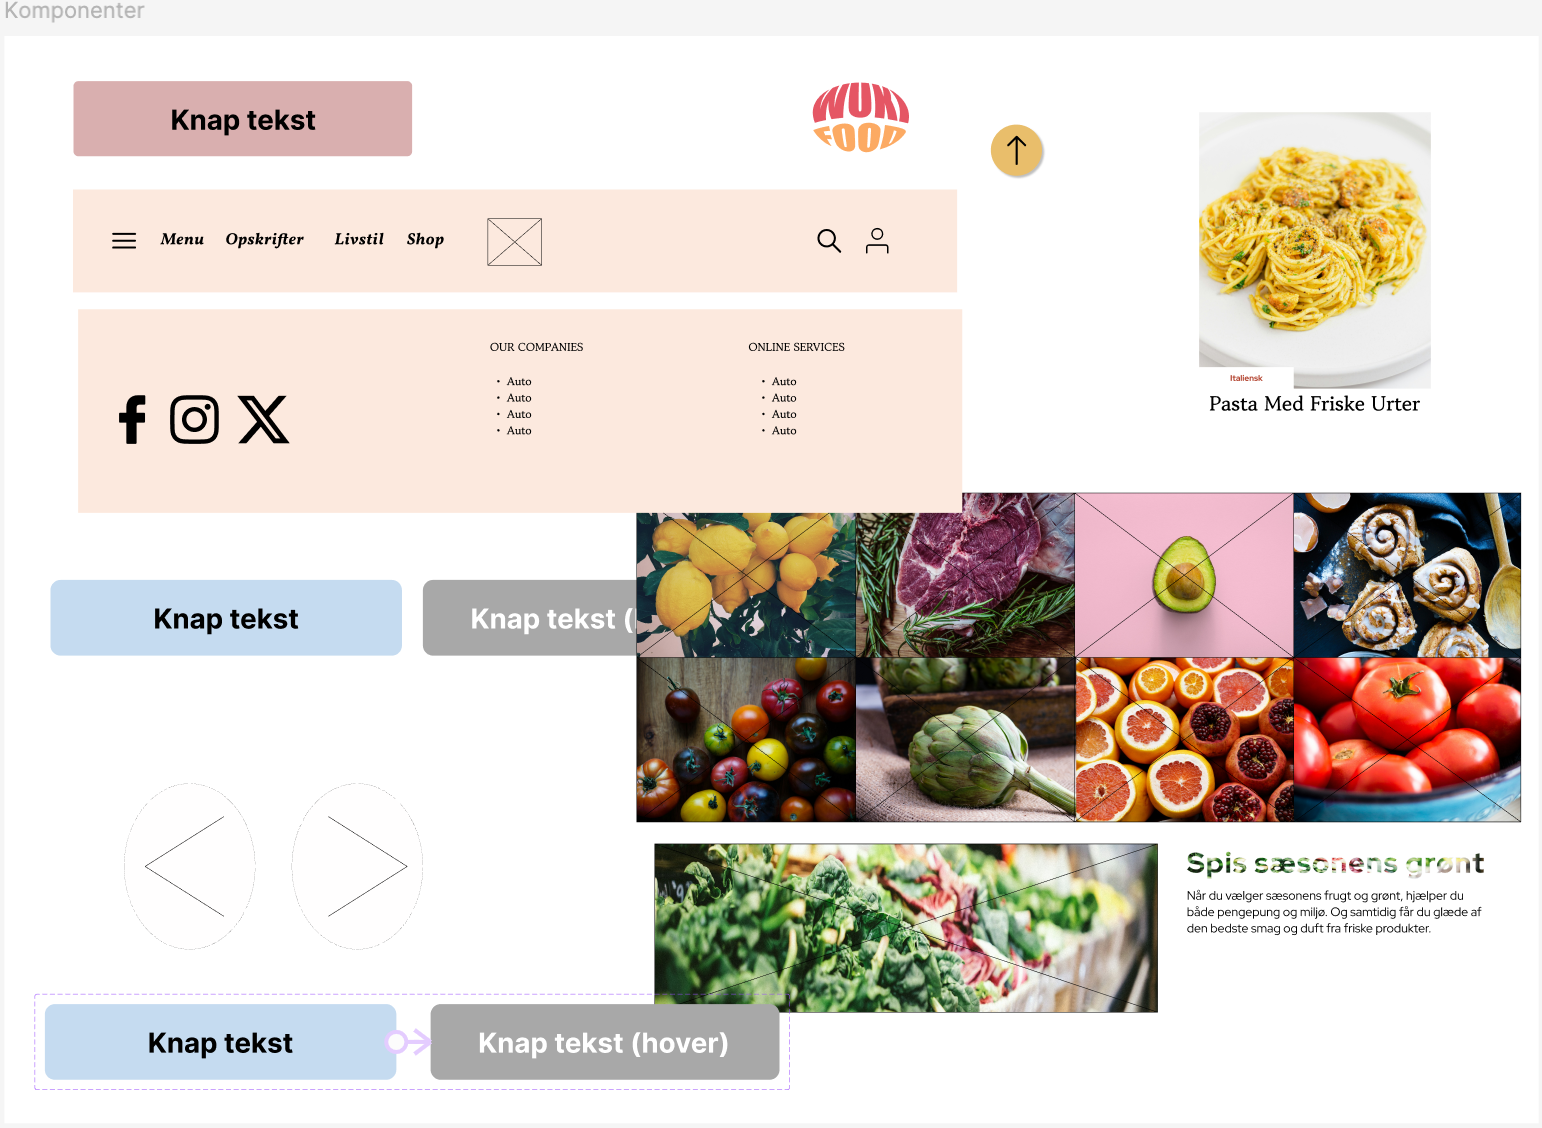 Komponenter
Knap tekst
NUKI
FOOD
Menu Opskrifter Livstil Shop
OUR COMPANIES
• Auto
• Auto
• Auto
• Auto
ONLINE SERVICES
• Auto
• Auto
• Auto
• Auto
Italiensk
Pasta Med Friske Urter
Knap tekst
Knap tekst (
Spis sæsonens grønt
Når du vælger sæsonens frugt og grønt, hjælper du
både pengepung og miljø. Og samtidig får du glæde af
den bedste smag og duft fra friske produkter.
Knap tekst
Knap tekst (hover)